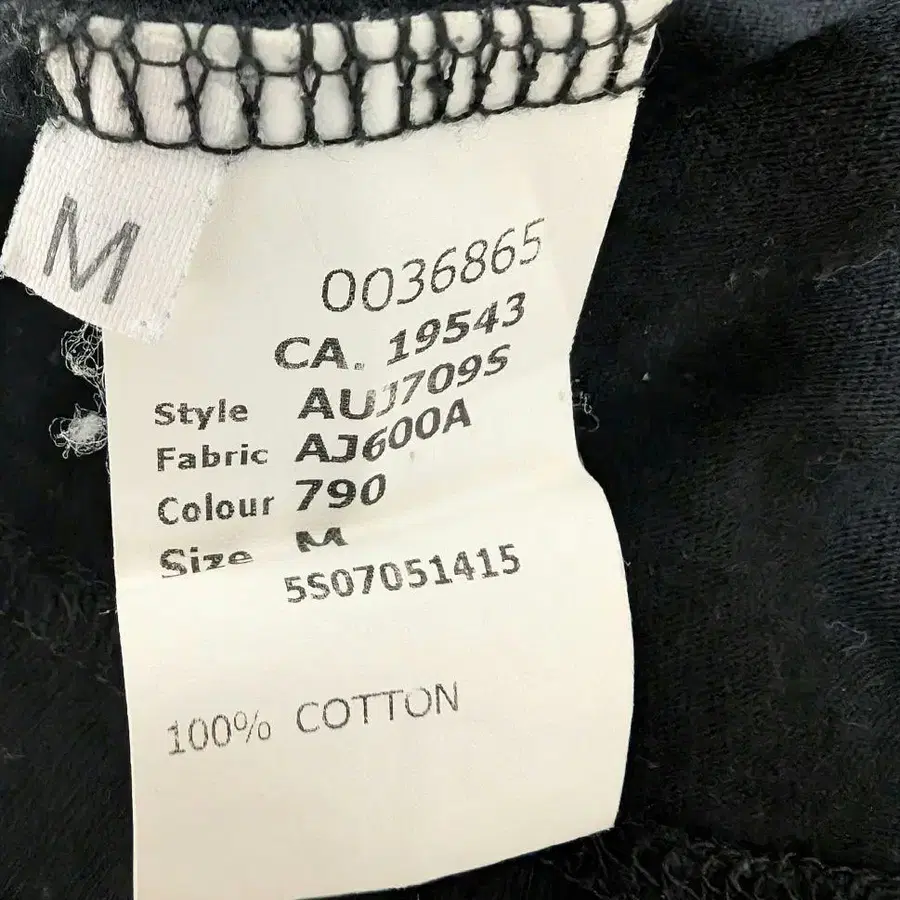 M
0036865
CA. 19543
Style AUJ709S
Fabric AJ600A
Colour 790
Size M
5S07051415
100% COTTON